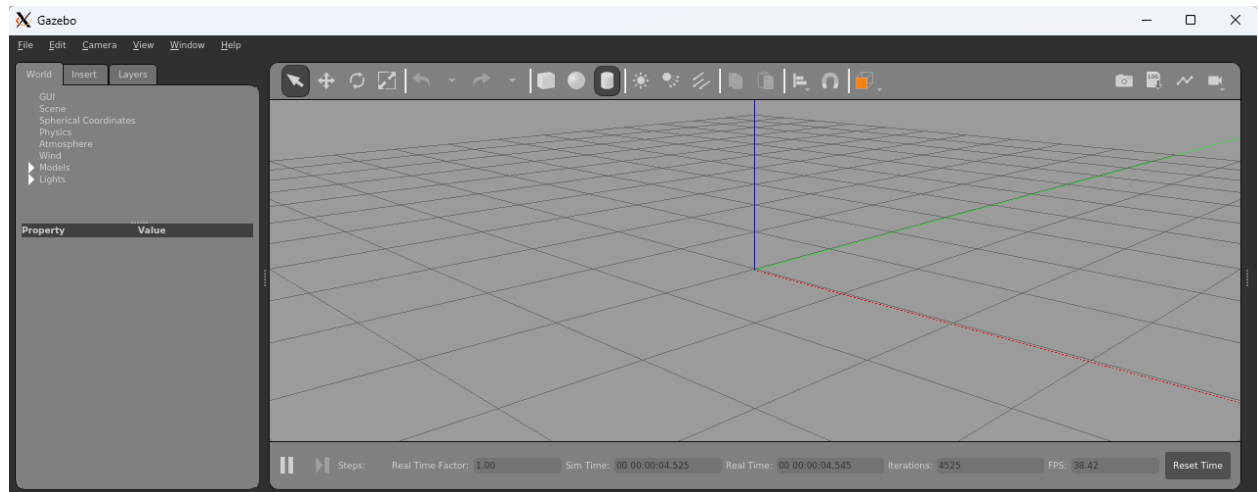 Gazebo
File Edit Camera View Window Help
World Insert Layers
GUI
Scene
Spherical Coordinates
Physics
Atmosphere
Wind
Models
Lights
Property Value
LOG
Steps: Real Time Factor: 1.00 Sim Time: 00 00:00:04.525 Real Time: 00 00:00:04.545 Iterations: 4525 FPS: 38.42 Reset Time